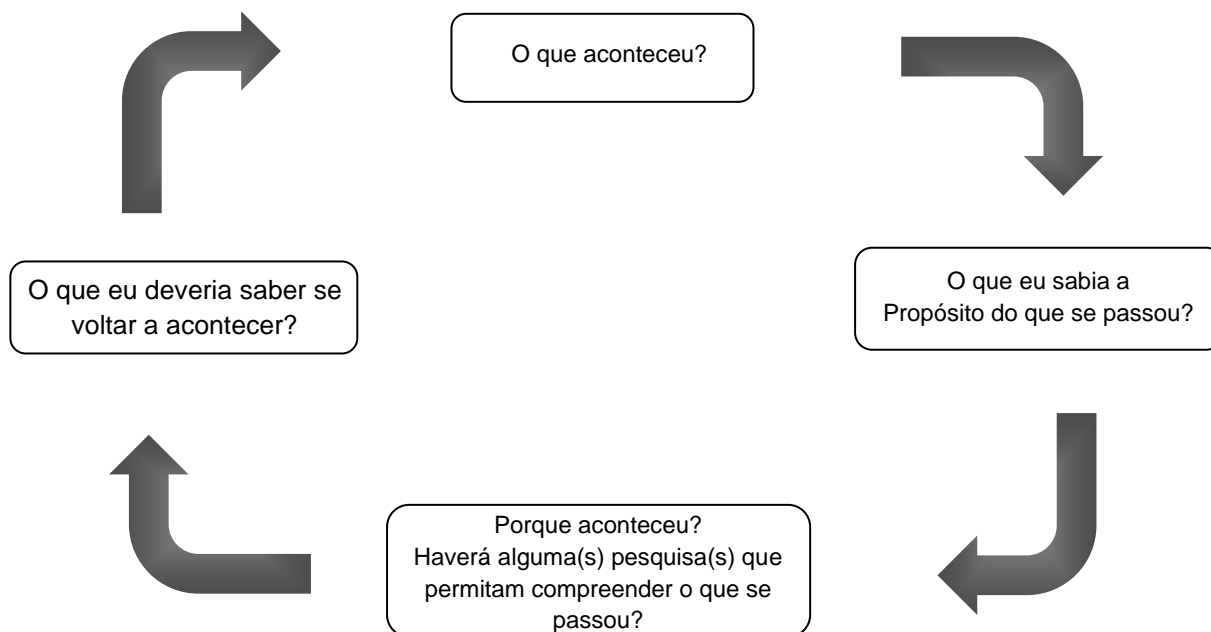 O que aconteceu?
O que eu sabia a
Propósito do que se passou?
Porque aconteceu?
Haverá alguma(s) pesquisa(s) que
permitam compreender o que se
passou?
O que eu deveria saber se
voltar a acontecer?